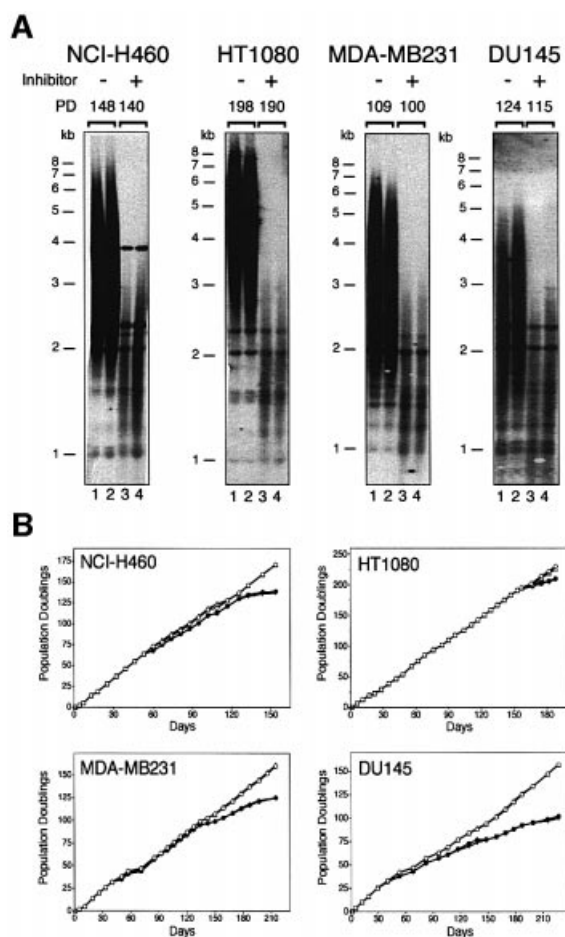 A
NCI-H460 HT1080 MDA-MB231 DU145
Inhibitor - + - + - + - +
PD 148 140 198 190 109 100 124 115
kb kb kb kb
8 8 8 8
7 7 7 7
6 6 6 6
5 5 5 5
4 4 4 4
3 3 3 3
2 2 2 2
1 1 1 1
1 2 3 4 1 2 3 4 1 2 3 4 1 2 3 4
B
NCI-H460
Population Doublings
175
150
125
100
75
50
25
0
0 30 60 90 120 150
Days
HT1080
Population Doublings
250
200
150
100
50
0
0 30 60 90 120 150 180
Days
MDA-MB231
Population Doublings
150
125
100
75
50
25
0
0 30 60 90 120 150 180 210
Days
DU145
Population Doublings
150
125
100
75
50
25
0
0 30 60 90 120 150 180 210
Days